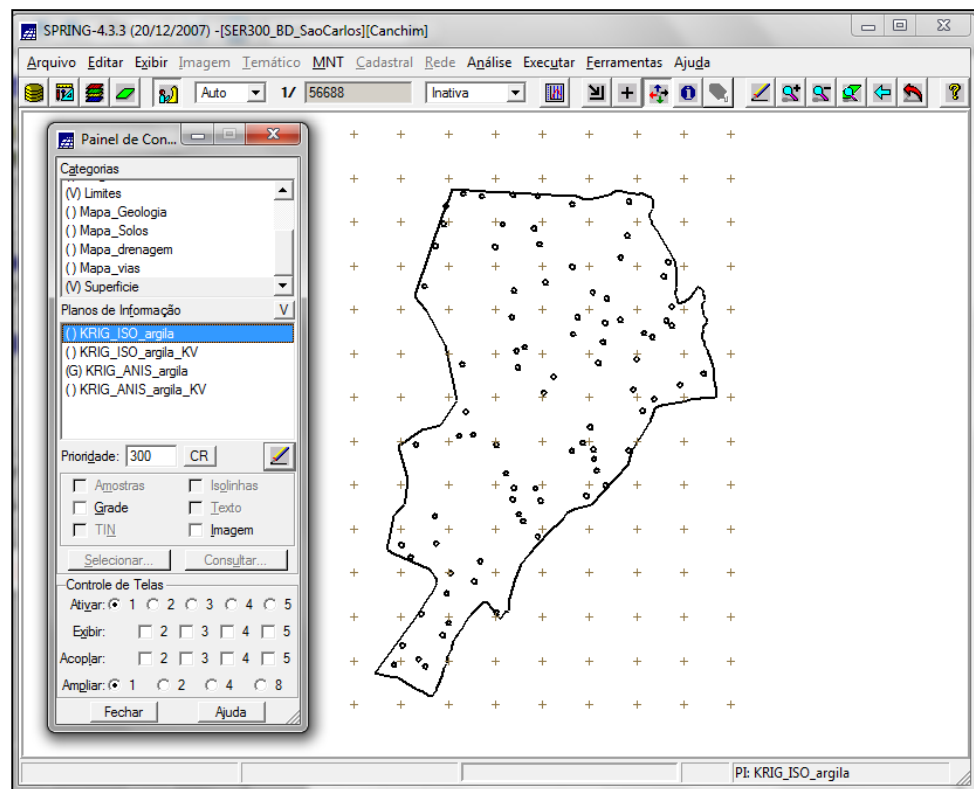 SPRING-4.3.3 (20/12/2007) -[SER300_BD_SaoCarlos][Canchim]
Arquivo Editar Exibir Imagem Temático MNT Cadastral Rede Análise Executar Ferramentas Ajuda
Auto 1/ 56688 Inativa
Painel de Con...
Categorias
(V) Limites
( ) Mapa_Geologia
( ) Mapa_Solos
( ) Mapa_drenagem
( ) Mapa_vias
(V) Superficie
Planos de Informação V
( ) KRIG_ISO_argila
( ) KRIG_ISO_argila_KV
(G) KRIG_ANIS_argila
( ) KRIG_ANIS_argila_KV
Prioridade: 300 CR
Amostras Isolinhas
Grade Texto
TIN Imagem
Selecionar... Consultar...
Controle de Telas
Ativar: 1 2 3 4 5
Exibir: 2 3 4 5
Acoplar: 2 3 4 5
Ampliar: 1 2 4 8
Fechar Ajuda
PI: KRIG_ISO_argila